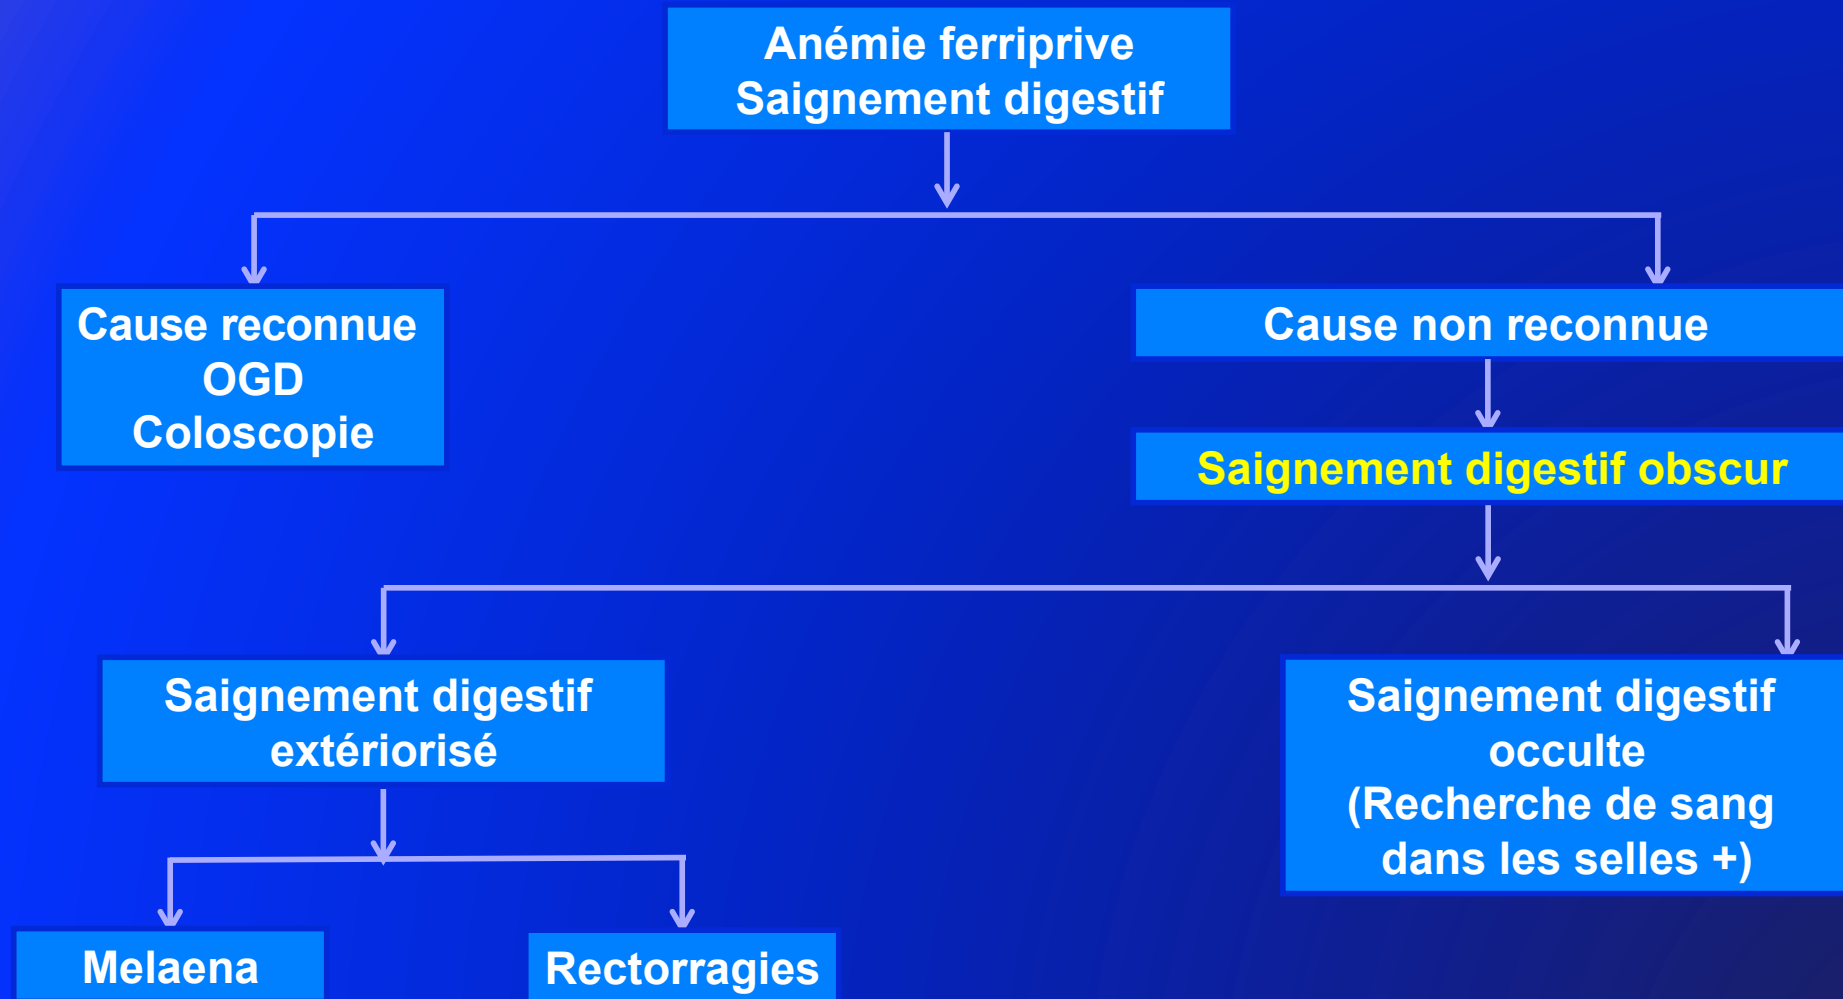 Anémie ferriprive
Saignement digestif
Cause reconnue
OGD
Coloscopie
Cause non reconnue
Saignement digestif obscur
Saignement digestif
extériorisé
Saignement digestif
occulte
(Recherche de sang
dans les selles +)
Melaena
Rectorragies